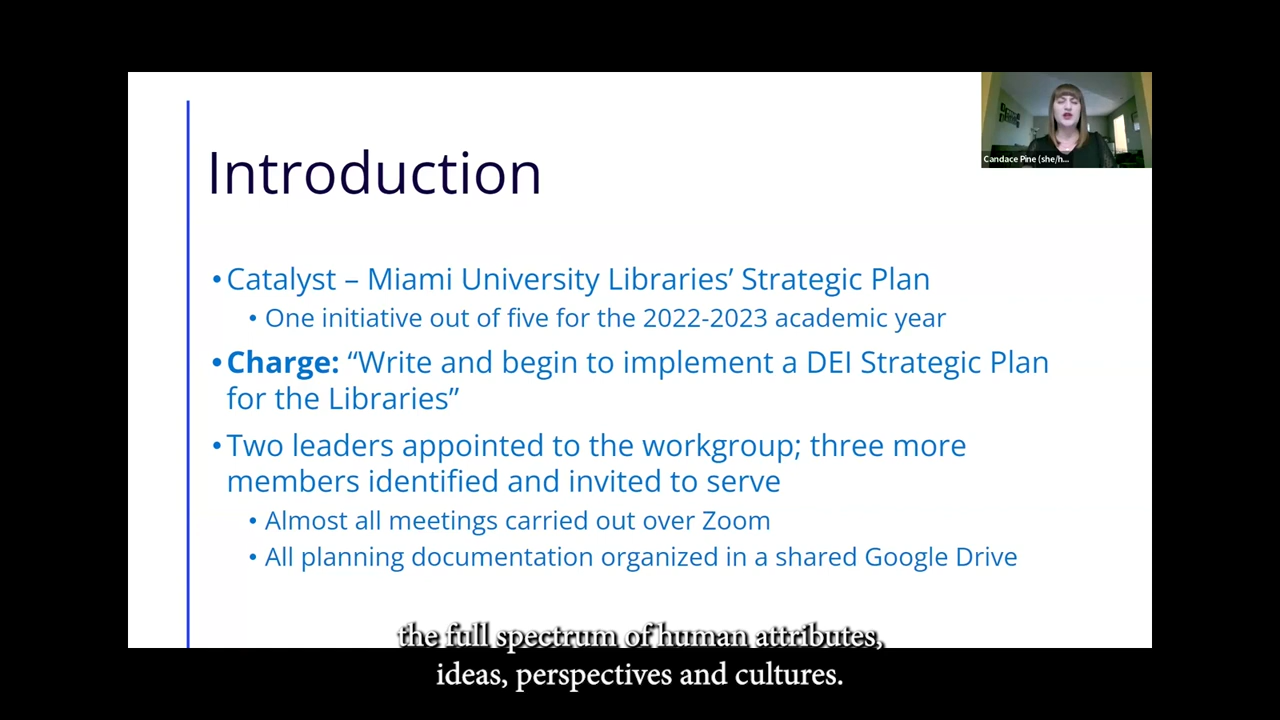 Candace Pine (she/h...
Introduction
• Catalyst – Miami University Libraries’ Strategic Plan
• One initiative out of five for the 2022-2023 academic year
• Charge: “Write and begin to implement a DEI Strategic Plan
for the Libraries”
• Two leaders appointed to the workgroup; three more
members identified and invited to serve
• Almost all meetings carried out over Zoom
• All planning documentation organized in a shared Google Drive
the full spectrum of human attributes,
ideas, perspectives and cultures.